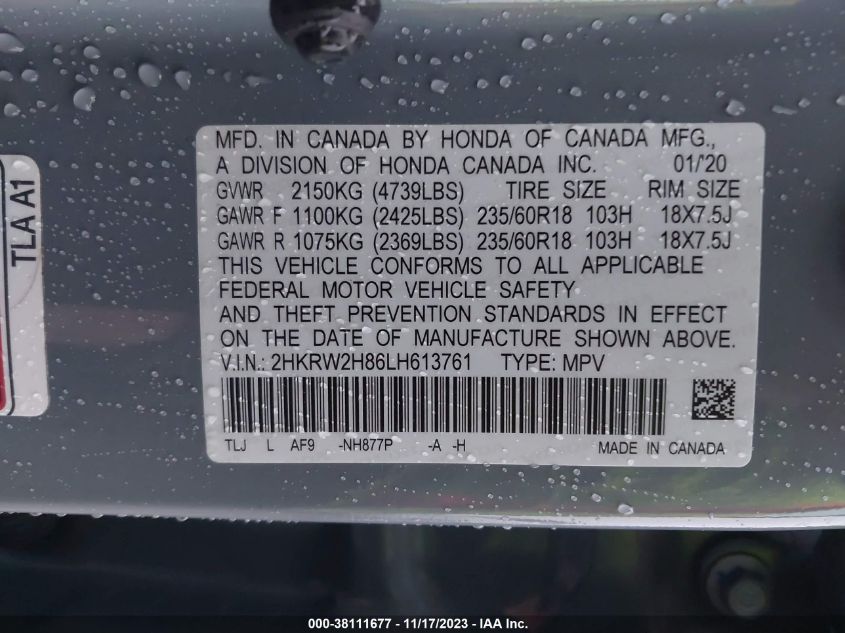 MFD. IN CANADA BY HONDA OF CANADA MFG.,
A DIVISION OF HONDA CANADA INC. 01/'20
GVWR 2150KG (4739LBS) TIRE SIZE RIM SIZE
GAWR F 1100KG (2425LBS) 235/60R18 103H 18X7.5J
GAWR R 1075KG (2369LBS) 235/60R18 103H 18X7.5J
THIS VEHICLE CONFORMS TO ALL APPLICABLE
FEDERAL MOTOR VEHICLE SAFETY
AND THEFT PREVENTION STANDARDS IN EFFECT
ON THE DATE OF MANUFACTURE SHOWN ABOVE.
V.I.N.: 2HKRW2H86LH613761 TYPE: MPV
TLJ L AF9 -NH877P -A -H MADE IN CANADA
TLA A1
000-38111677 - 11/17/2023 - IAA Inc.